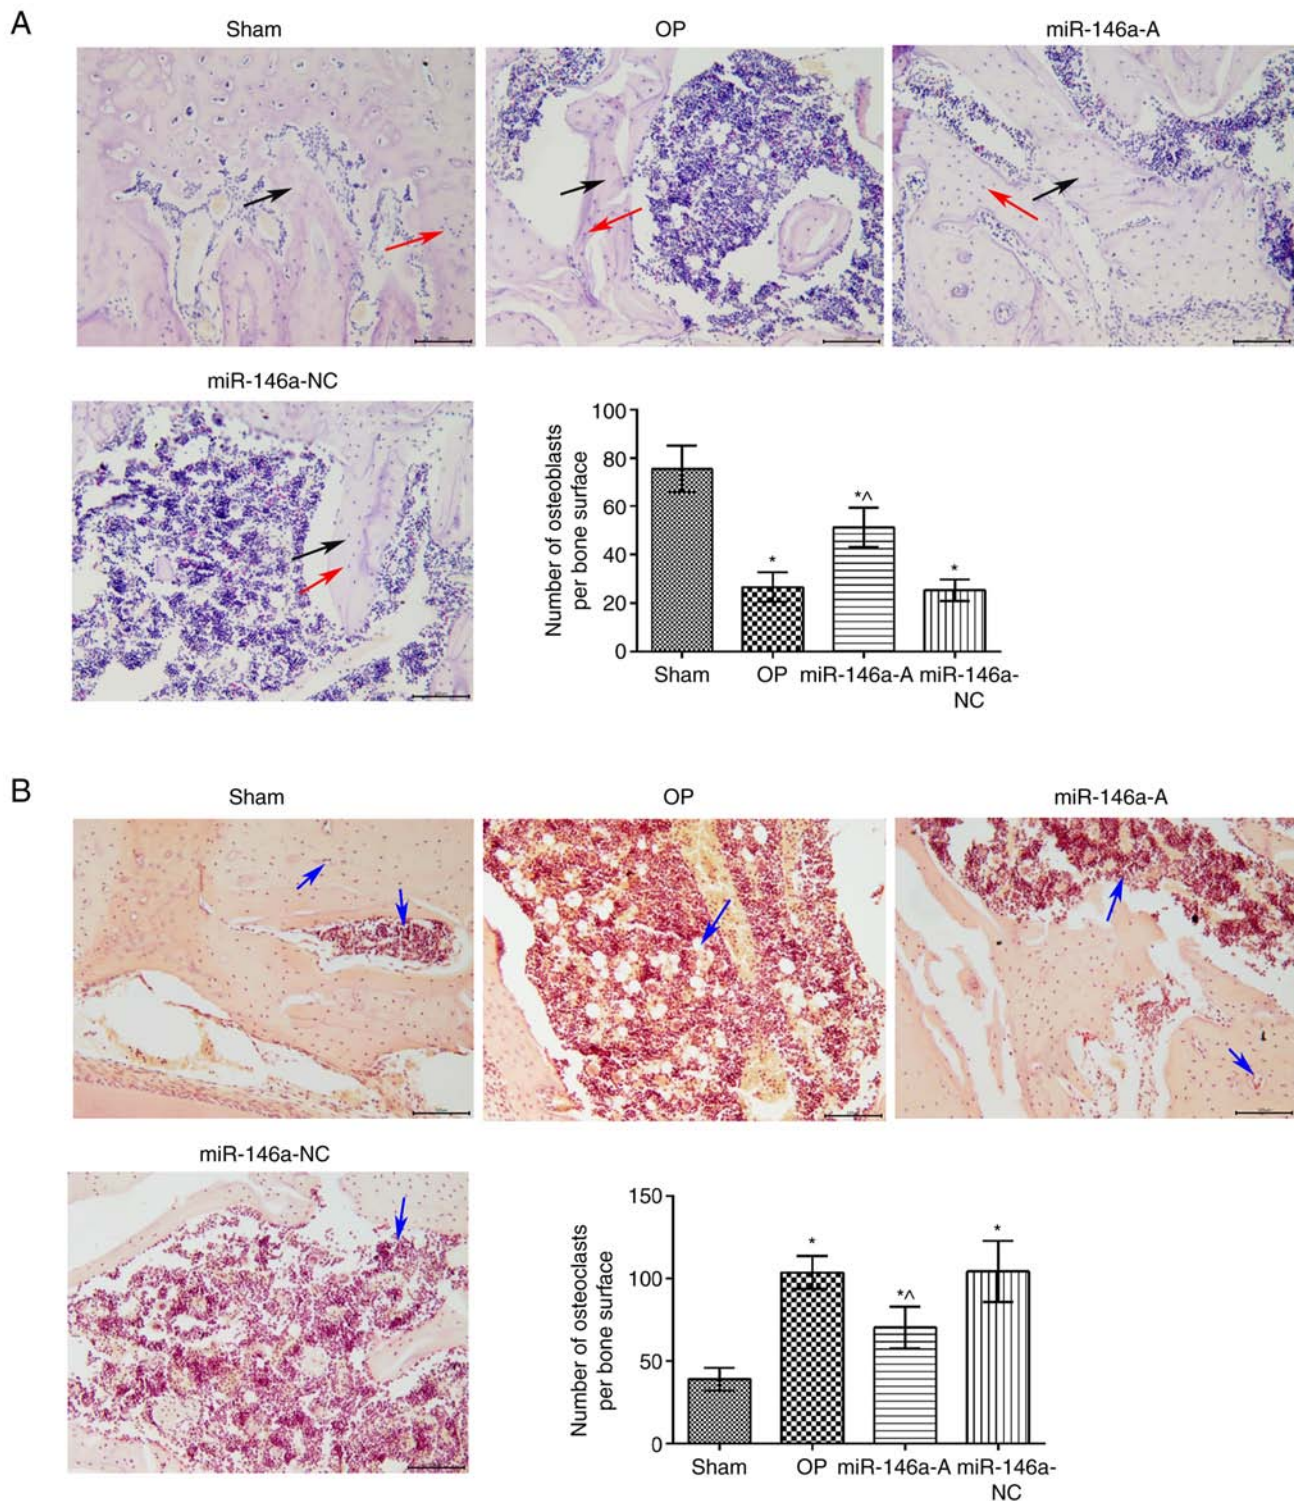 A
Sham
OP
miR-146a-A
miR-146a-NC
Number of osteoblasts
per bone surface
100
80
60
40
20
0
*
*^
*
Sham
OP
miR-146a-A
miR-146a-
NC
B
Sham
OP
miR-146a-A
miR-146a-NC
Number of osteoclasts
per bone surface
150
100
50
0
*
*^
*
Sham
OP
miR-146a-A
miR-146a-
NC